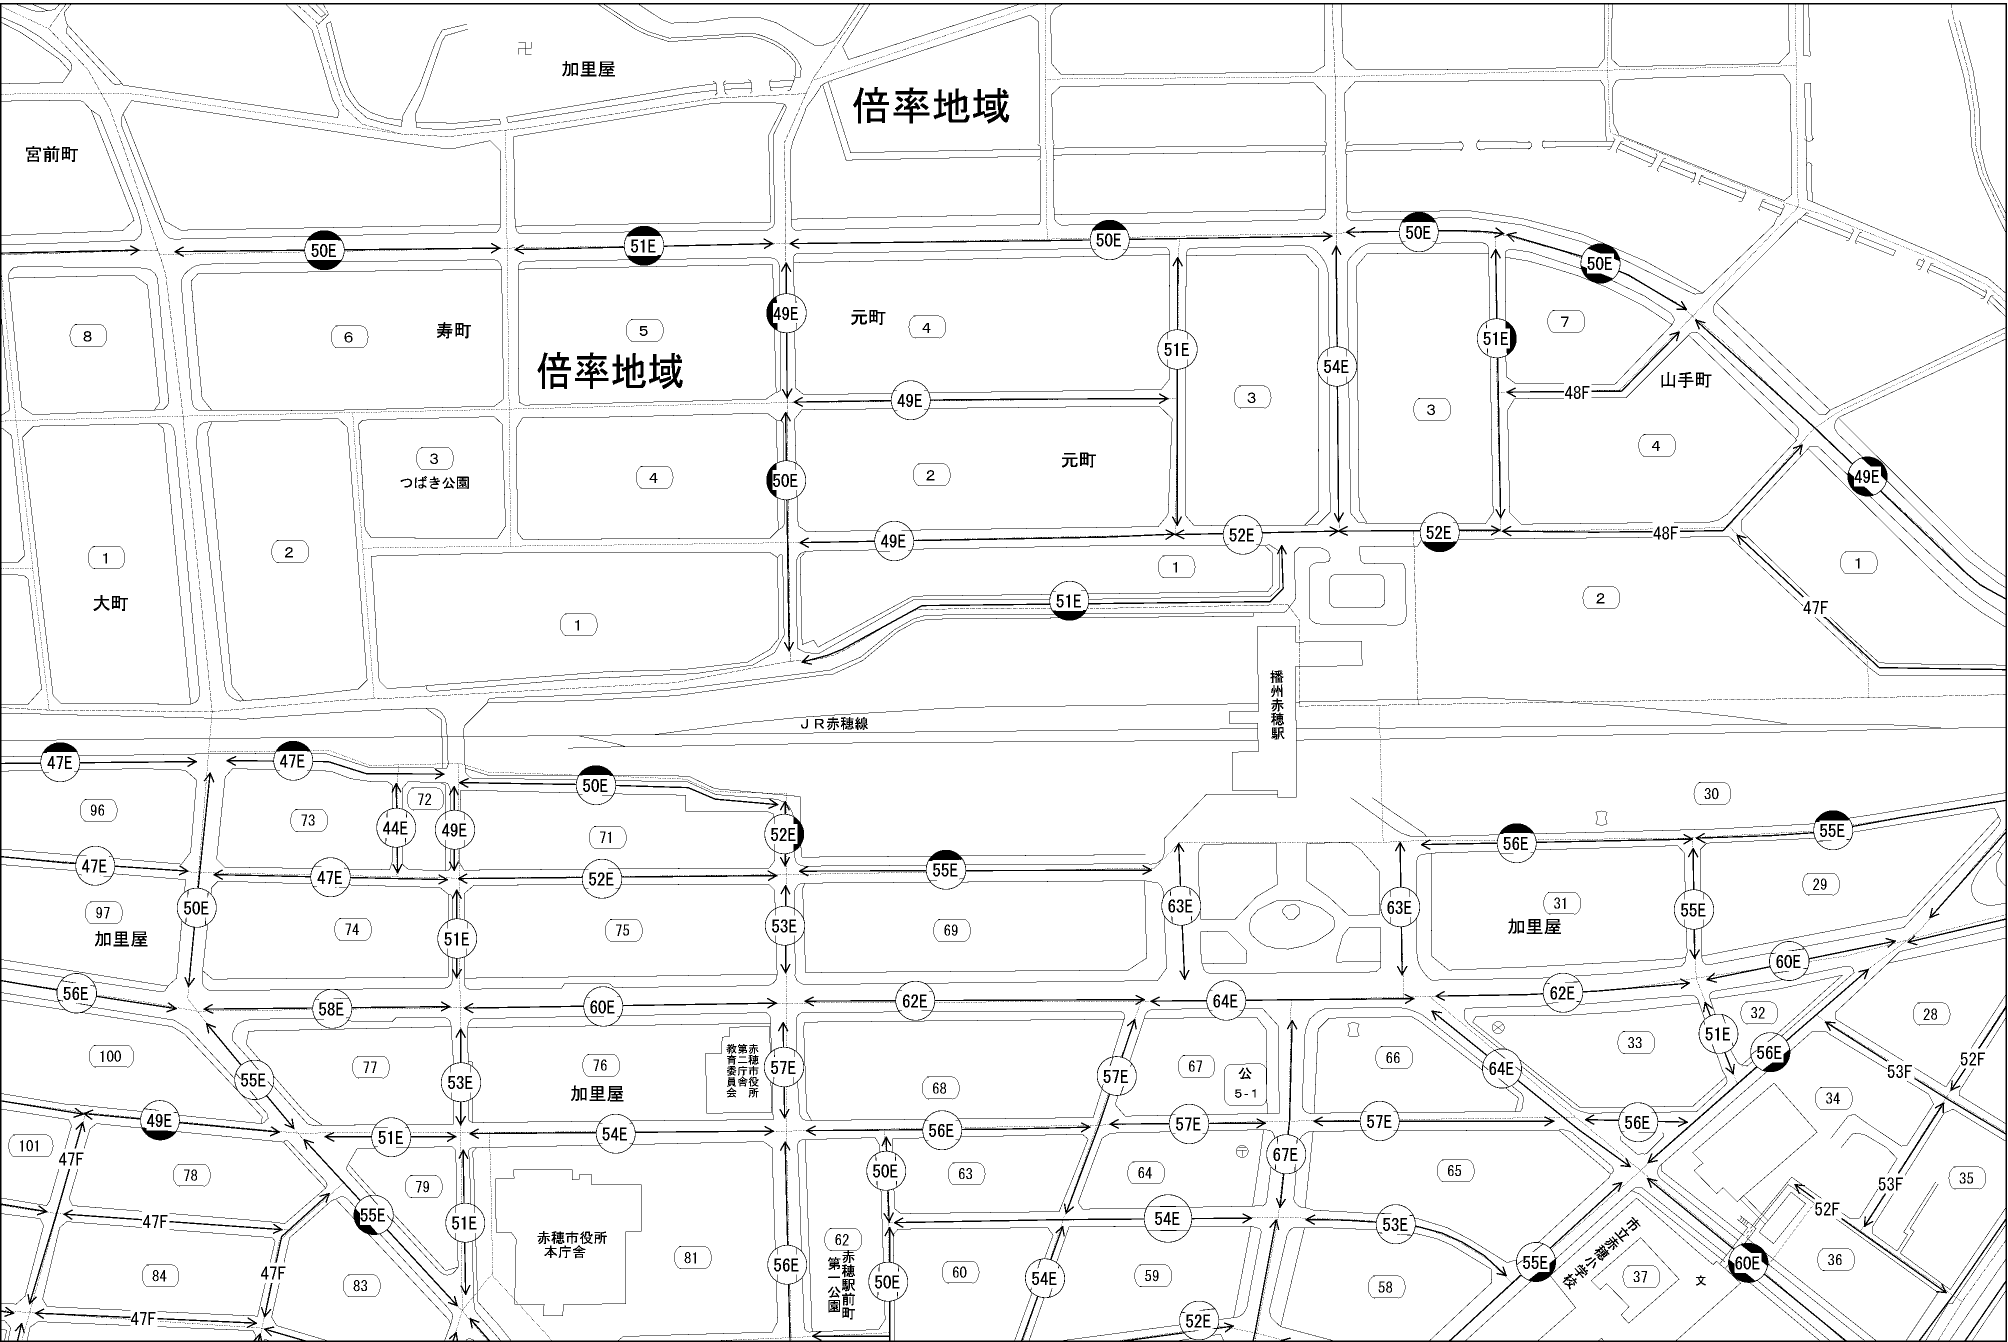 加里屋
倍率地域
宮前町
50E
51E
50E
50E
50E
8
6
寿町
5
倍率地域
49E
元町
4
51E
54E
51E
7
山手町
3
3
48F
49E
4
3
つばき公園
4
50E
2
元町
49E
1
2
大町
49E
52E
52E
48F
1
1
51E
1
2
47F
播州赤穂駅
JR赤穂線
47E
47E
50E
96
73
72
44E
49E
71
52E
30
56E
55E
47E
47E
52E
55E
29
97
加里屋
50E
74
51E
75
53E
69
63E
63E
31
加里屋
55E
60E
56E
58E
60E
62E
64E
62E
100
55E
77
53E
76
加里屋
赤穂市役所
第二庁舎
教育委員会
57E
68
57E
67
公
5-1
66
64E
33
51E
32
56E
28
53F
52F
49E
51E
54E
56E
57E
57E
56E
34
101
47F
78
79
50E
63
64
67E
65
53F
35
47F
55E
51E
赤穂市役所
本庁舎
81
62
赤穂駅前町
第一公園
54E
53E
52F
84
47F
83
56E
50E
60
54E
59
58
55E
市立赤穂小学校
37
文
60E
36
47F
52E